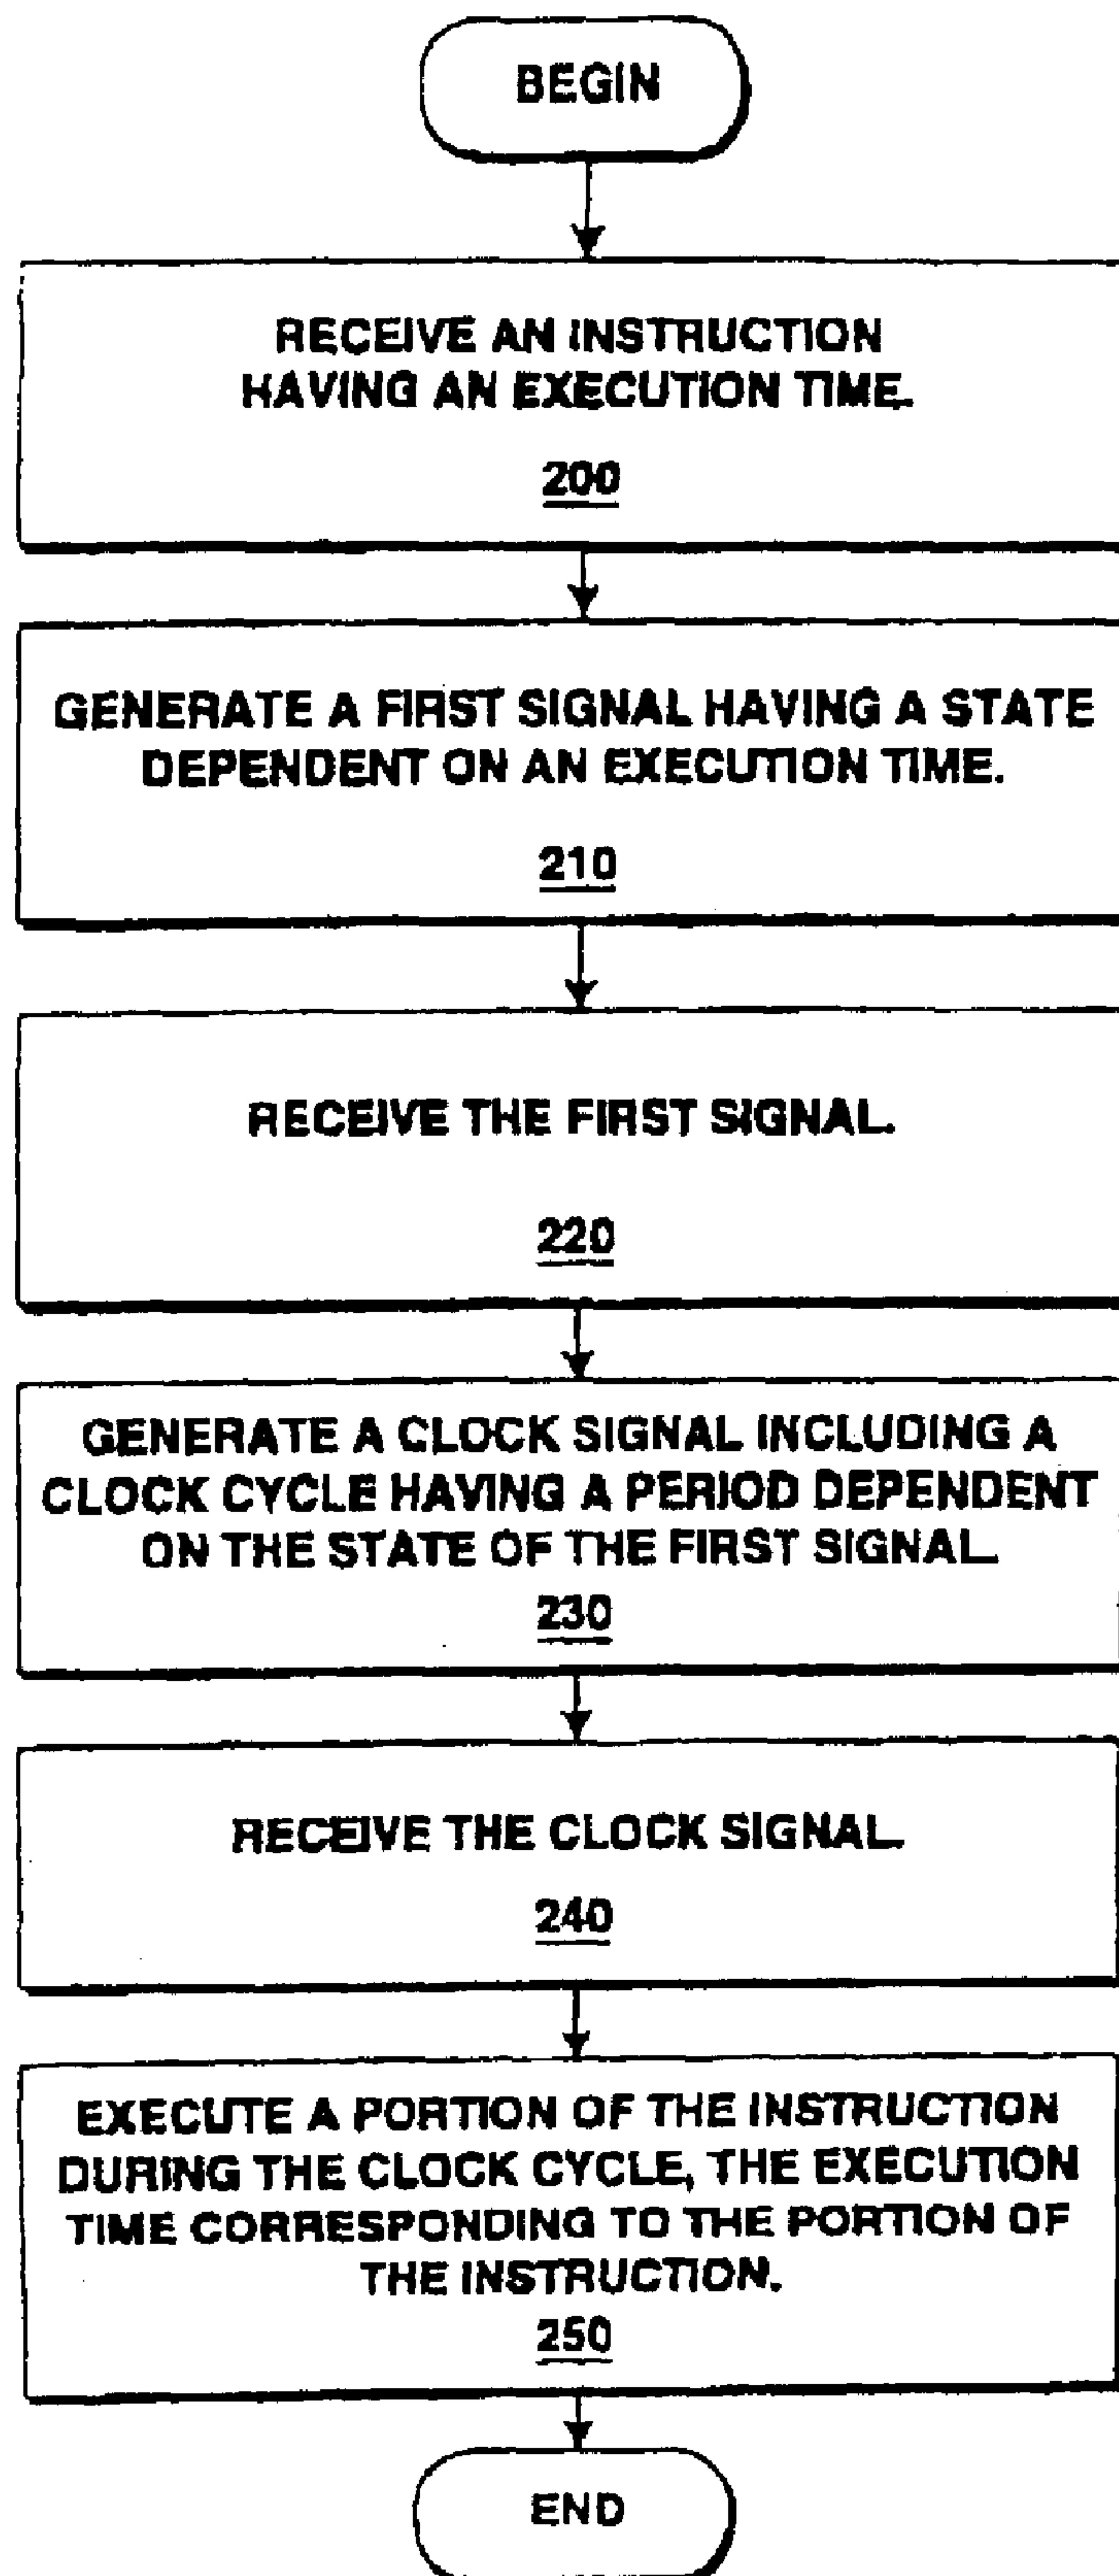 BEGIN
RECEIVE AN INSTRUCTION
HAVING AN EXECUTION TIME.
200
GENERATE A FIRST SIGNAL HAVING A STATE
DEPENDENT ON AN EXECUTION TIME.
210
RECEIVE THE FIRST SIGNAL.
220
GENERATE A CLOCK SIGNAL INCLUDING A
CLOCK CYCLE HAVING A PERIOD DEPENDENT
ON THE STATE OF THE FIRST SIGNAL.
230
RECEIVE THE CLOCK SIGNAL.
240
EXECUTE A PORTION OF THE INSTRUCTION
DURING THE CLOCK CYCLE, THE EXECUTION
TIME CORRESPONDING TO THE PORTION OF
THE INSTRUCTION.
250
END